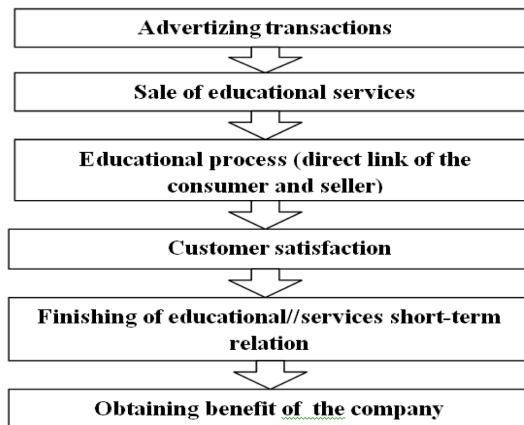 Advertizing transactions
Sale of educational services
Educational process (direct link of the
consumer and seller)
Customer satisfaction
Finishing of educational//services short-term
relation
Obtaining benefit of  the company